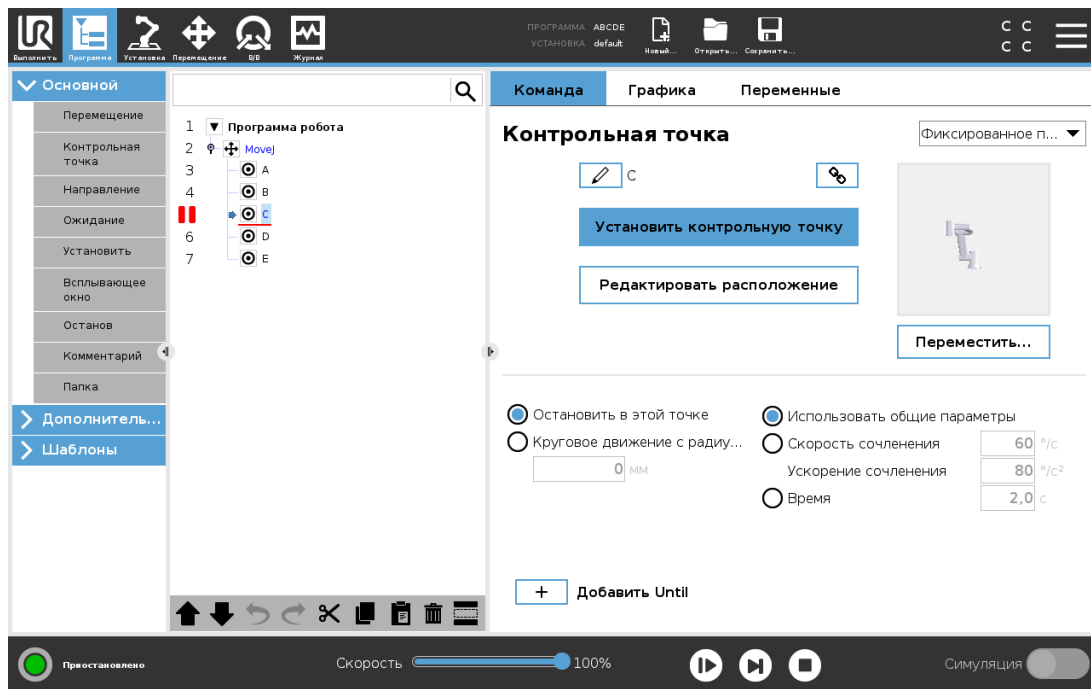 ПРОГРАММА ABCDE
УСТАНОВКА default
C C
C C
Выполнить Программа Установка Перемещение В/В Журнал Новый... Открыть... Сохранить...
Основной
Перемещение
Контрольная
точка
Направление
Ожидание
Установить
Всплывающее
окно
Останов
Комментарий
Папка
Дополнитель...
Шаблоны
1 Программа робота
2 MoveJ
3 A
4 B
C
6 D
7 E
Команда Графика Переменные
Контрольная точка
Фиксированное п...
C
Установить контрольную точку
Редактировать расположение
Переместить...
Остановить в этой точке
Круговое движение с радиу...
0 мм
Использовать общие параметры
Скорость сочленения 60 °/с
Ускорение сочленения 80 °/с²
Время 2,0 с
+ Добавить Until
Приостановлено
Скорость 100%
Симуляция